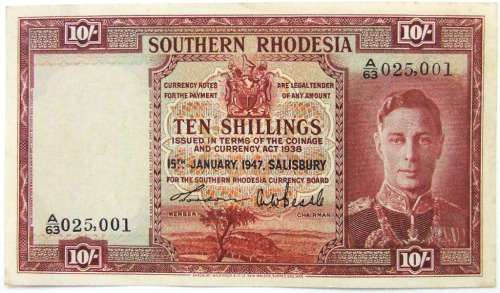 10/- 10/-
SOUTHERN RHODESIA
A/63 025,001
CURRENCY NOTES ARE LEGAL TENDER
FOR THE PAYMENT OF ANY AMOUNT.
TEN SHILLINGS
ISSUED IN TERMS OF THE COINAGE
AND CURRENCY ACT 1938
15TH JANUARY, 1947, SALISBURY
FOR THE SOUTHERN RHODESIA CURRENCY BOARD
MEMBER CHAIRMAN
A/63 025,001
10/- 10/-